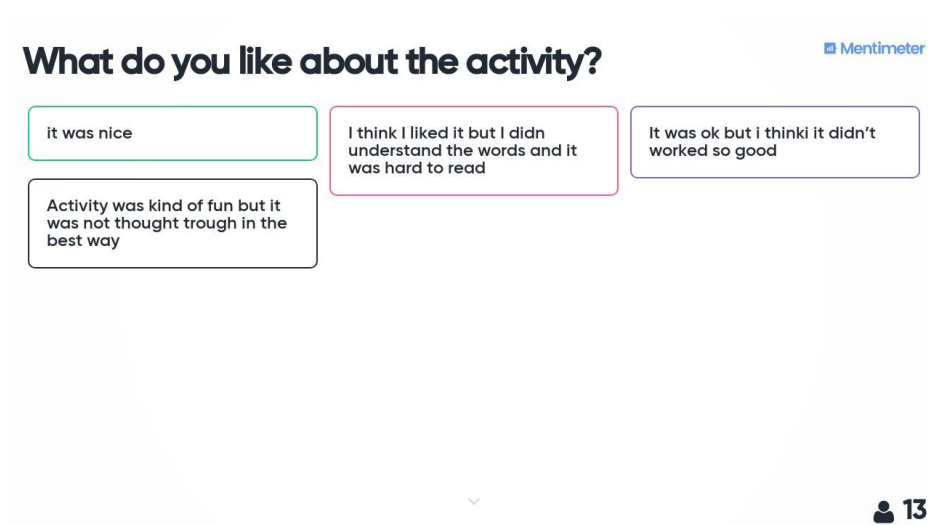 What do you like about the activity?
Mentimeter
it was nice
I think I liked it but I didn
understand the words and it
was hard to read
It was ok but i thinki it didn't
worked so good
Activity was kind of fun but it
was not thought trough in the
best way
13